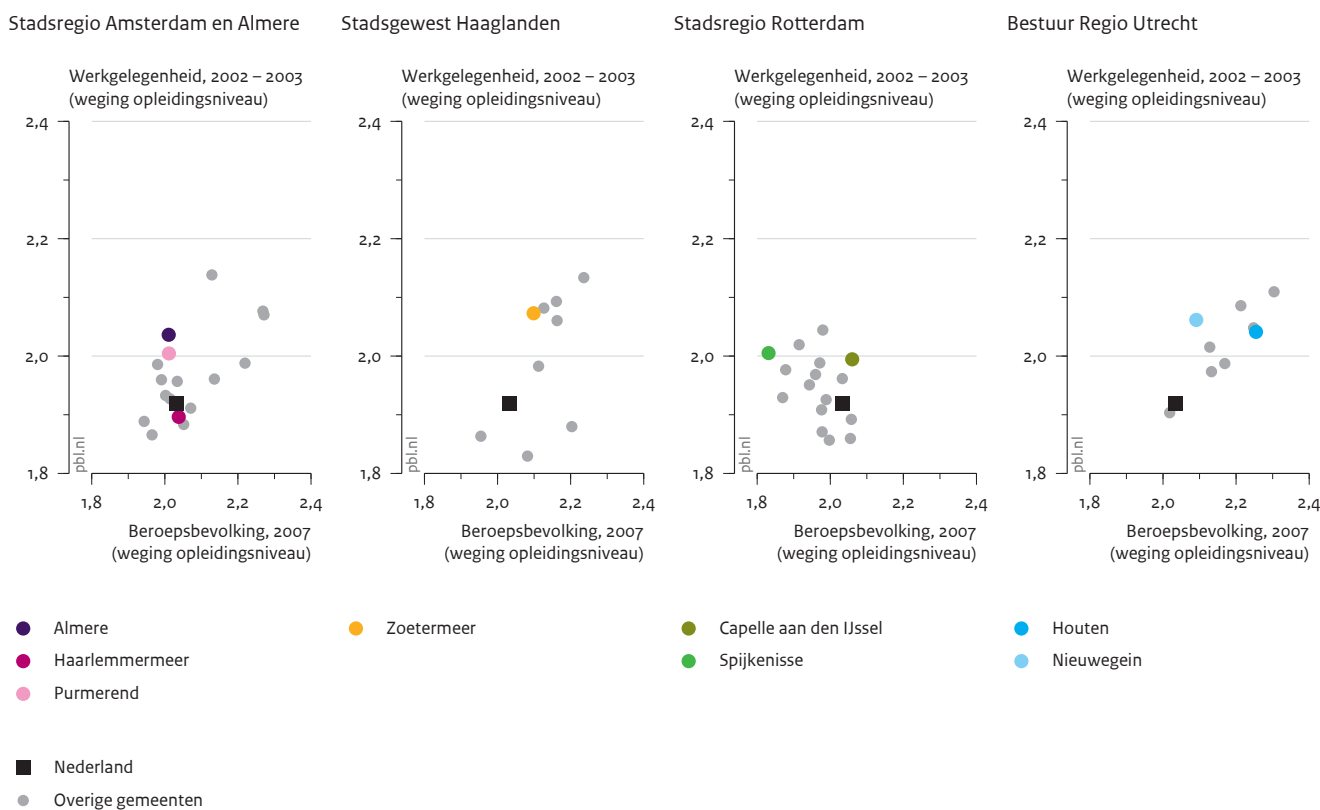 Stadsregio Amsterdam en Almere
Werkgelegenheid, 2002 – 2003
(weging opleidingsniveau)
2,4
2,2
2,0
1,8
pbl.nl
1,8 2,0 2,2 2,4
Beroepsbevolking, 2007
(weging opleidingsniveau)
Stadsgewest Haaglanden
Werkgelegenheid, 2002 – 2003
(weging opleidingsniveau)
2,4
2,2
2,0
1,8
pbl.nl
1,8 2,0 2,2 2,4
Beroepsbevolking, 2007
(weging opleidingsniveau)
Stadsregio Rotterdam
Werkgelegenheid, 2002 – 2003
(weging opleidingsniveau)
2,4
2,2
2,0
1,8
pbl.nl
1,8 2,0 2,2 2,4
Beroepsbevolking, 2007
(weging opleidingsniveau)
Bestuur Regio Utrecht
Werkgelegenheid, 2002 – 2003
(weging opleidingsniveau)
2,4
2,2
2,0
1,8
pbl.nl
1,8 2,0 2,2 2,4
Beroepsbevolking, 2007
(weging opleidingsniveau)
Almere
Haarlemmermeer
Purmerend
Zoetermeer
Capelle aan den IJssel
Spijkenisse
Houten
Nieuwegein
Nederland
Overige gemeenten